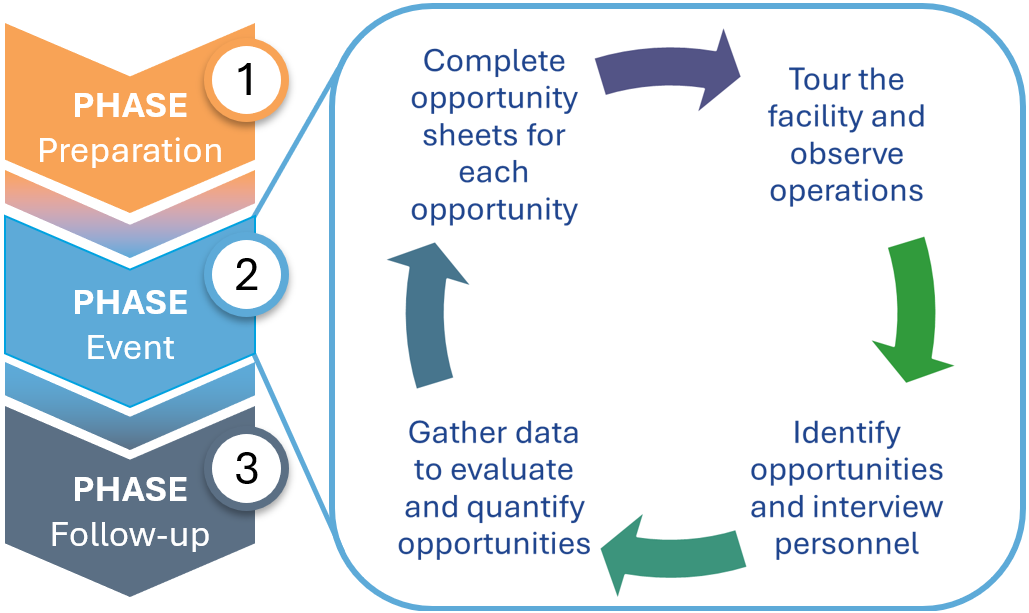 1
PHASE
Preparation
2
PHASE
Event
3
PHASE
Follow-up
Complete
opportunity
sheets for
each
opportunity
Tour the
facility and
observe
operations
Identify
opportunities
and interview
personnel
Gather data
to evaluate
and quantify
opportunities